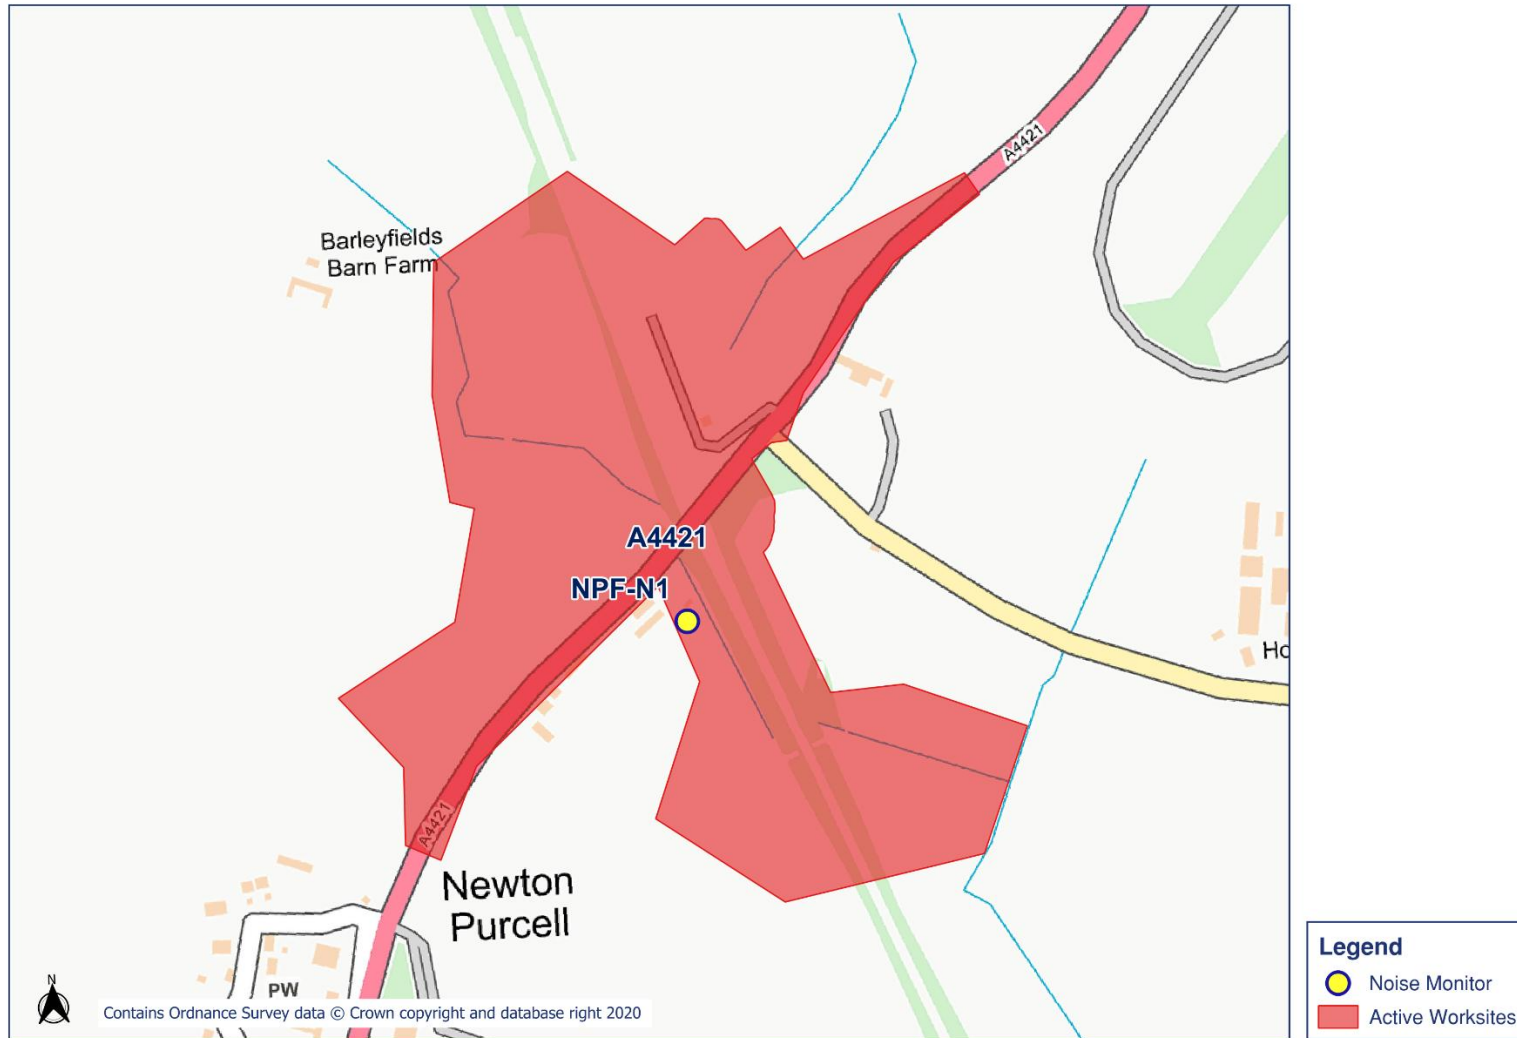 A4421
Barleyfields
Barn Farm
A4421
NPF-N1
Ho
A4421
Newton
Purcell
PW
N
Contains Ordnance Survey data © Crown copyright and database right 2020
Legend
Noise Monitor
Active Worksites